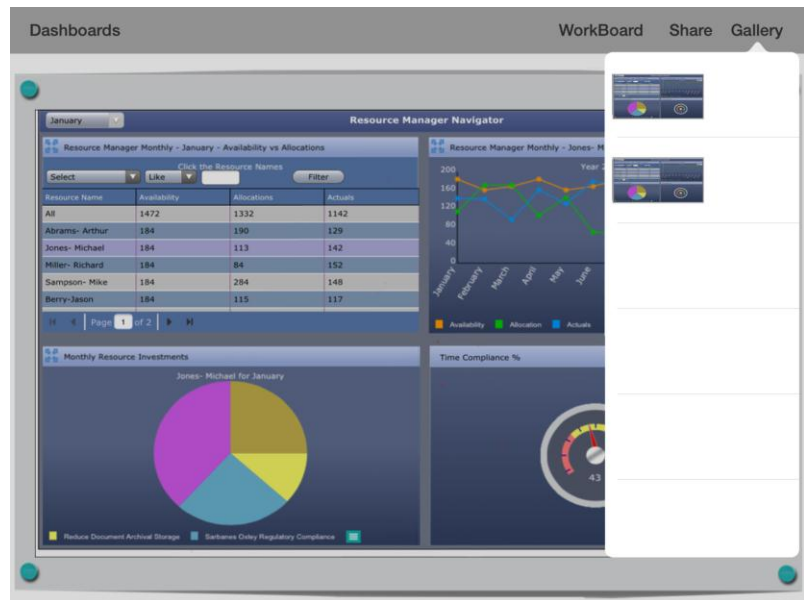 Dashboards WorkBoard Share Gallery
January Resource Manager Navigator
Resource Manager Monthly - January - Availability vs Allocations
Click the Resource Names
Select Like Filter
Resource Name Availability Allocations Actuals
All 1472 1332 1142
Abrams- Arthur 184 190 129
Jones- Michael 184 113 142
Miller- Richard 184 84 152
Sampson- Mike 184 284 148
Berry-Jason 184 115 117
Page 1 of 2
Resource Manager Monthly - Jones- M
Year
200
160
120
80
40
0
January February March April May June
Availability Allocation Actuals
Monthly Resource Investments
Jones- Michael for January
Reduce Document Archival Storage Sarbanes Oxley Regulatory Compliance
Time Compliance %
43